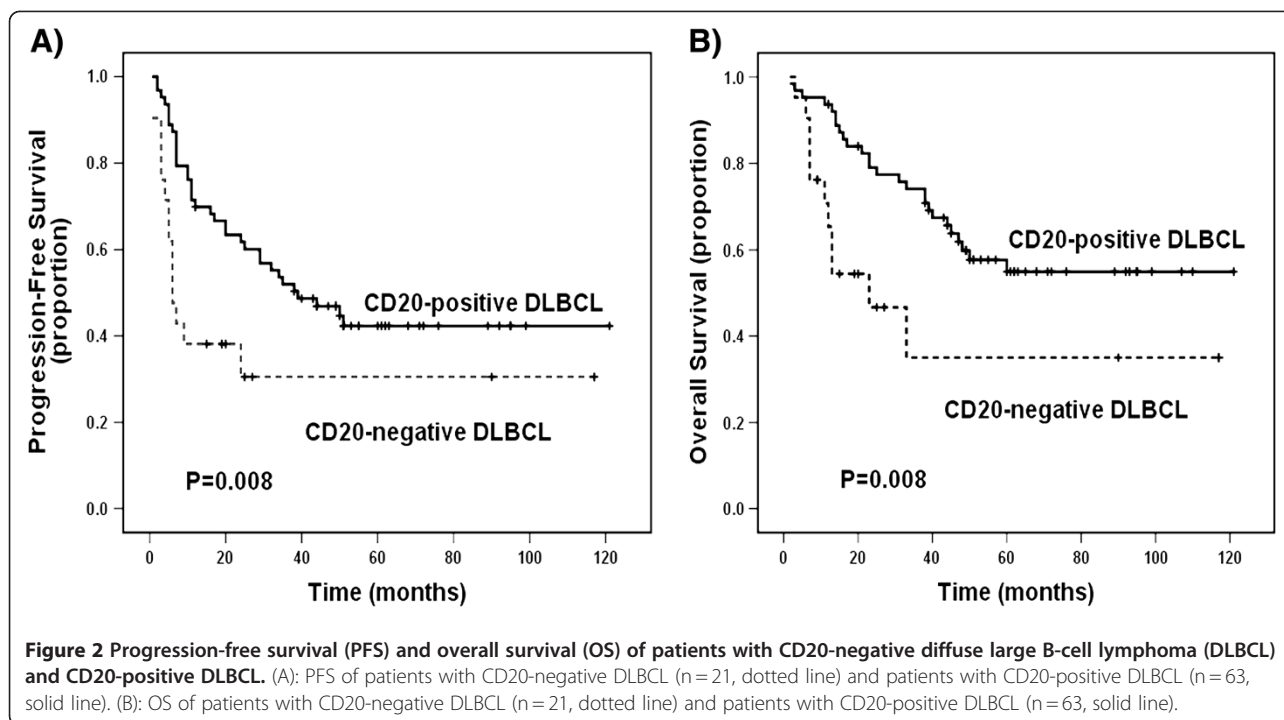 A)
Progression-Free Survival
(proportion)
1.0
0.8
0.6
0.4
0.2
0.0
CD20-positive DLBCL
CD20-negative DLBCL
P=0.008
0 20 40 60 80 100 120
Time (months)
B)
Overall Survival (proportion)
1.0
0.8
0.6
0.4
0.2
0.0
CD20-positive DLBCL
CD20-negative DLBCL
P=0.008
0 20 40 60 80 100 120
Time (months)
Figure 2 Progression-free survival (PFS) and overall survival (OS) of patients with CD20-negative diffuse large B-cell lymphoma (DLBCL)
and CD20-positive DLBCL. (A): PFS of patients with CD20-negative DLBCL (n = 21, dotted line) and patients with CD20-positive DLBCL (n = 63,
solid line). (B): OS of patients with CD20-negative DLBCL (n = 21, dotted line) and patients with CD20-positive DLBCL (n = 63, solid line).